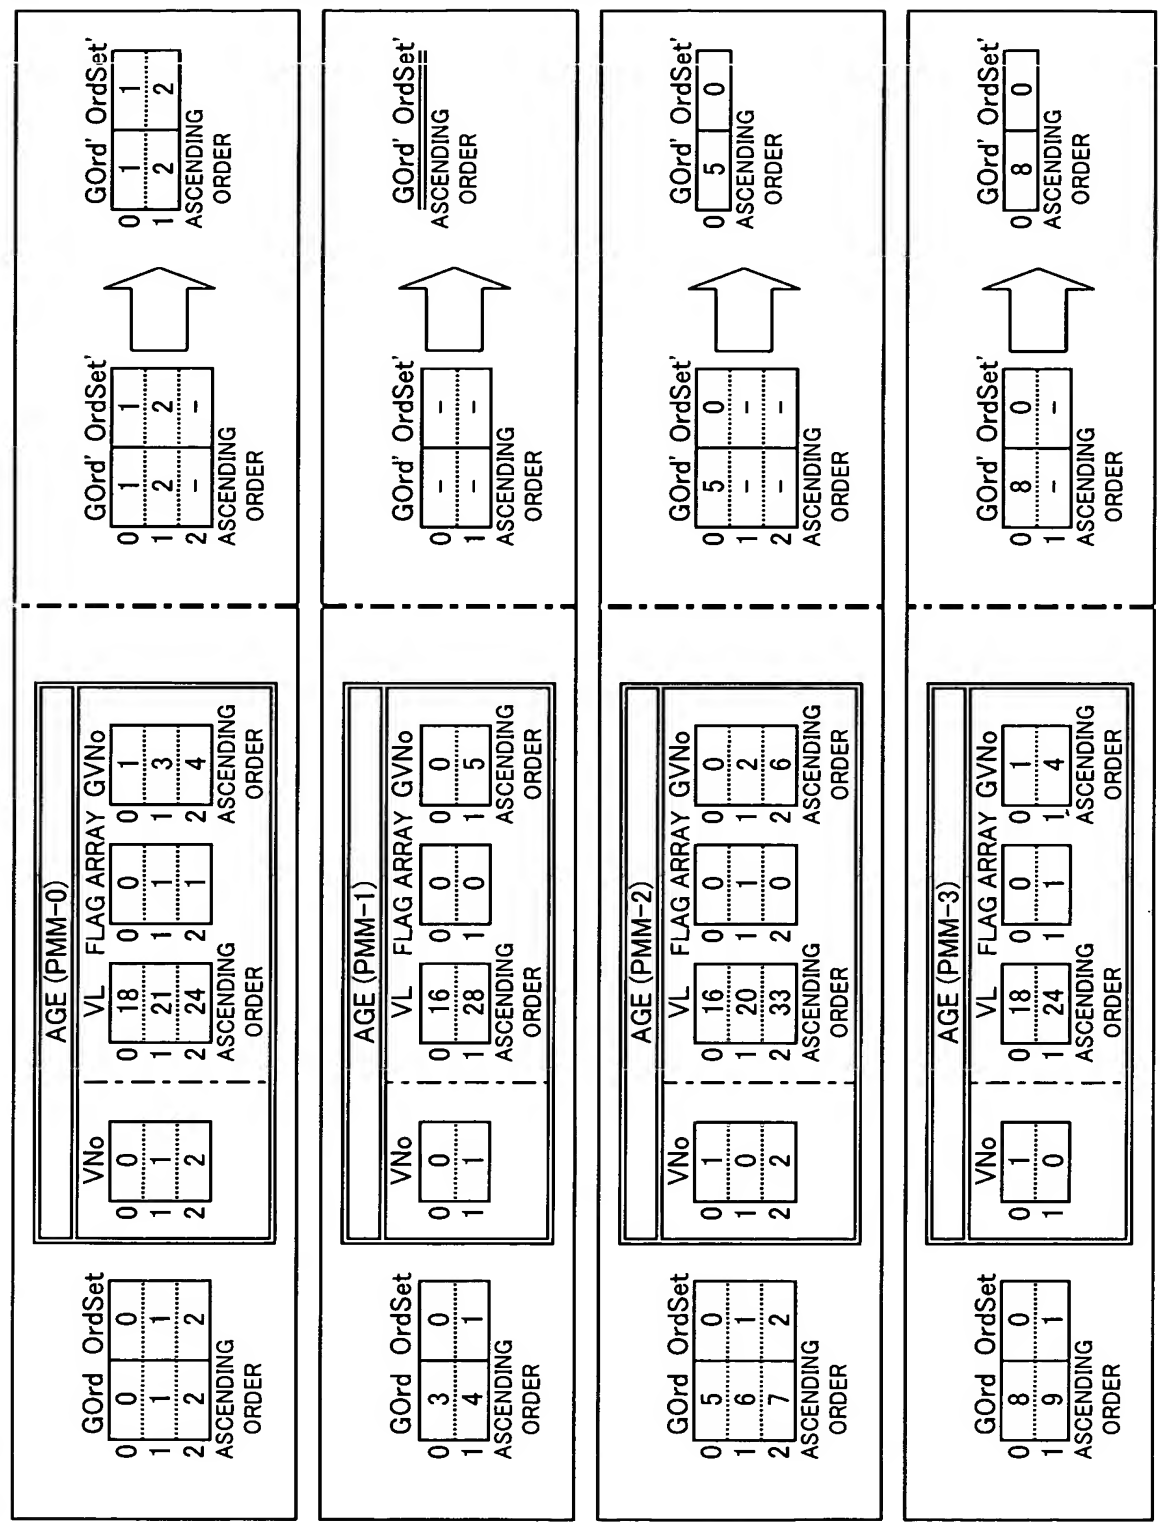 AGE (PMM-0)
GOrd OrdSet VNo VL FLAG ARRAY GVNo GOrd' OrdSet' GOrd' OrdSet'
0 0 0 0 0 0 18 0 0 0 1 0 1 1 0 1 1
1 1 1 1 1 1 21 1 1 1 3 1 2 2 1 2 2
2 2 2 2 2 2 24 2 1 2 4 2 - -
ASCENDING ORDER ASCENDING ORDER ASCENDING ORDER ASCENDING ORDER ASCENDING ORDER
AGE (PMM-1)
GOrd OrdSet VNo VL FLAG ARRAY GVNo GOrd' OrdSet' GOrd' OrdSet'
0 3 0 0 0 0 16 0 0 0 0 0 - -
1 4 1 1 1 1 28 1 0 1 5 1 - -
ASCENDING ORDER ASCENDING ORDER ASCENDING ORDER ASCENDING ORDER ASCENDING ORDER
AGE (PMM-2)
GOrd OrdSet VNo VL FLAG ARRAY GVNo GOrd' OrdSet' GOrd' OrdSet'
0 5 0 0 1 0 16 0 0 0 0 0 5 0 0 5 0
1 6 1 1 0 1 20 1 1 1 2 1 - -
2 7 2 2 2 2 33 2 0 2 6 2 - -
ASCENDING ORDER ASCENDING ORDER ASCENDING ORDER ASCENDING ORDER ASCENDING ORDER
AGE (PMM-3)
GOrd OrdSet VNo VL FLAG ARRAY GVNo GOrd' OrdSet' GOrd' OrdSet'
0 8 0 0 1 0 18 0 0 0 1 0 8 0 0 8 0
1 9 1 1 0 1 24 1 1 1 4 1 - -
ASCENDING ORDER ASCENDING ORDER ASCENDING ORDER ASCENDING ORDER ASCENDING ORDER